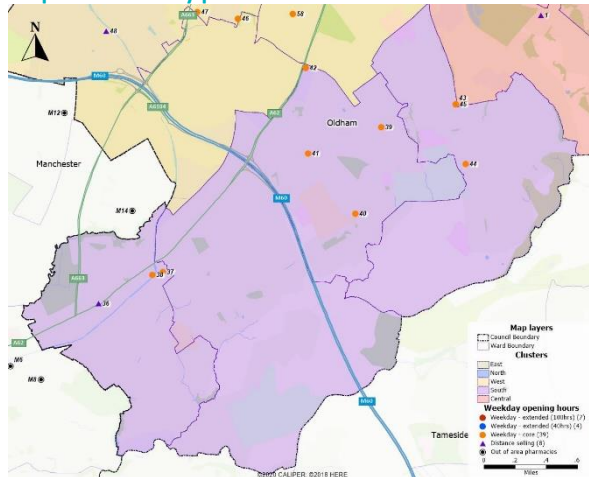 N
A663
47
46
58
1
48
M60
42
A6104
A62
M12
Oldham
43
45
39
Manchester
41
44
M60
M14
40
38
37
A663
36
A62
M6
M8
M60
Tameside
Map layers
Council Boundary
Ward Boundary
Clusters
East
North
West
South
Central
Weekday opening hours
Weekday - extended (100hrs) (7)
Weekday - extended (40hrs) (4)
Weekday - core (39)
Distance selling (8)
Out of area pharmacies
0 .2 .4 .6
Miles
©2020 CALIPER; ©2018 HERE